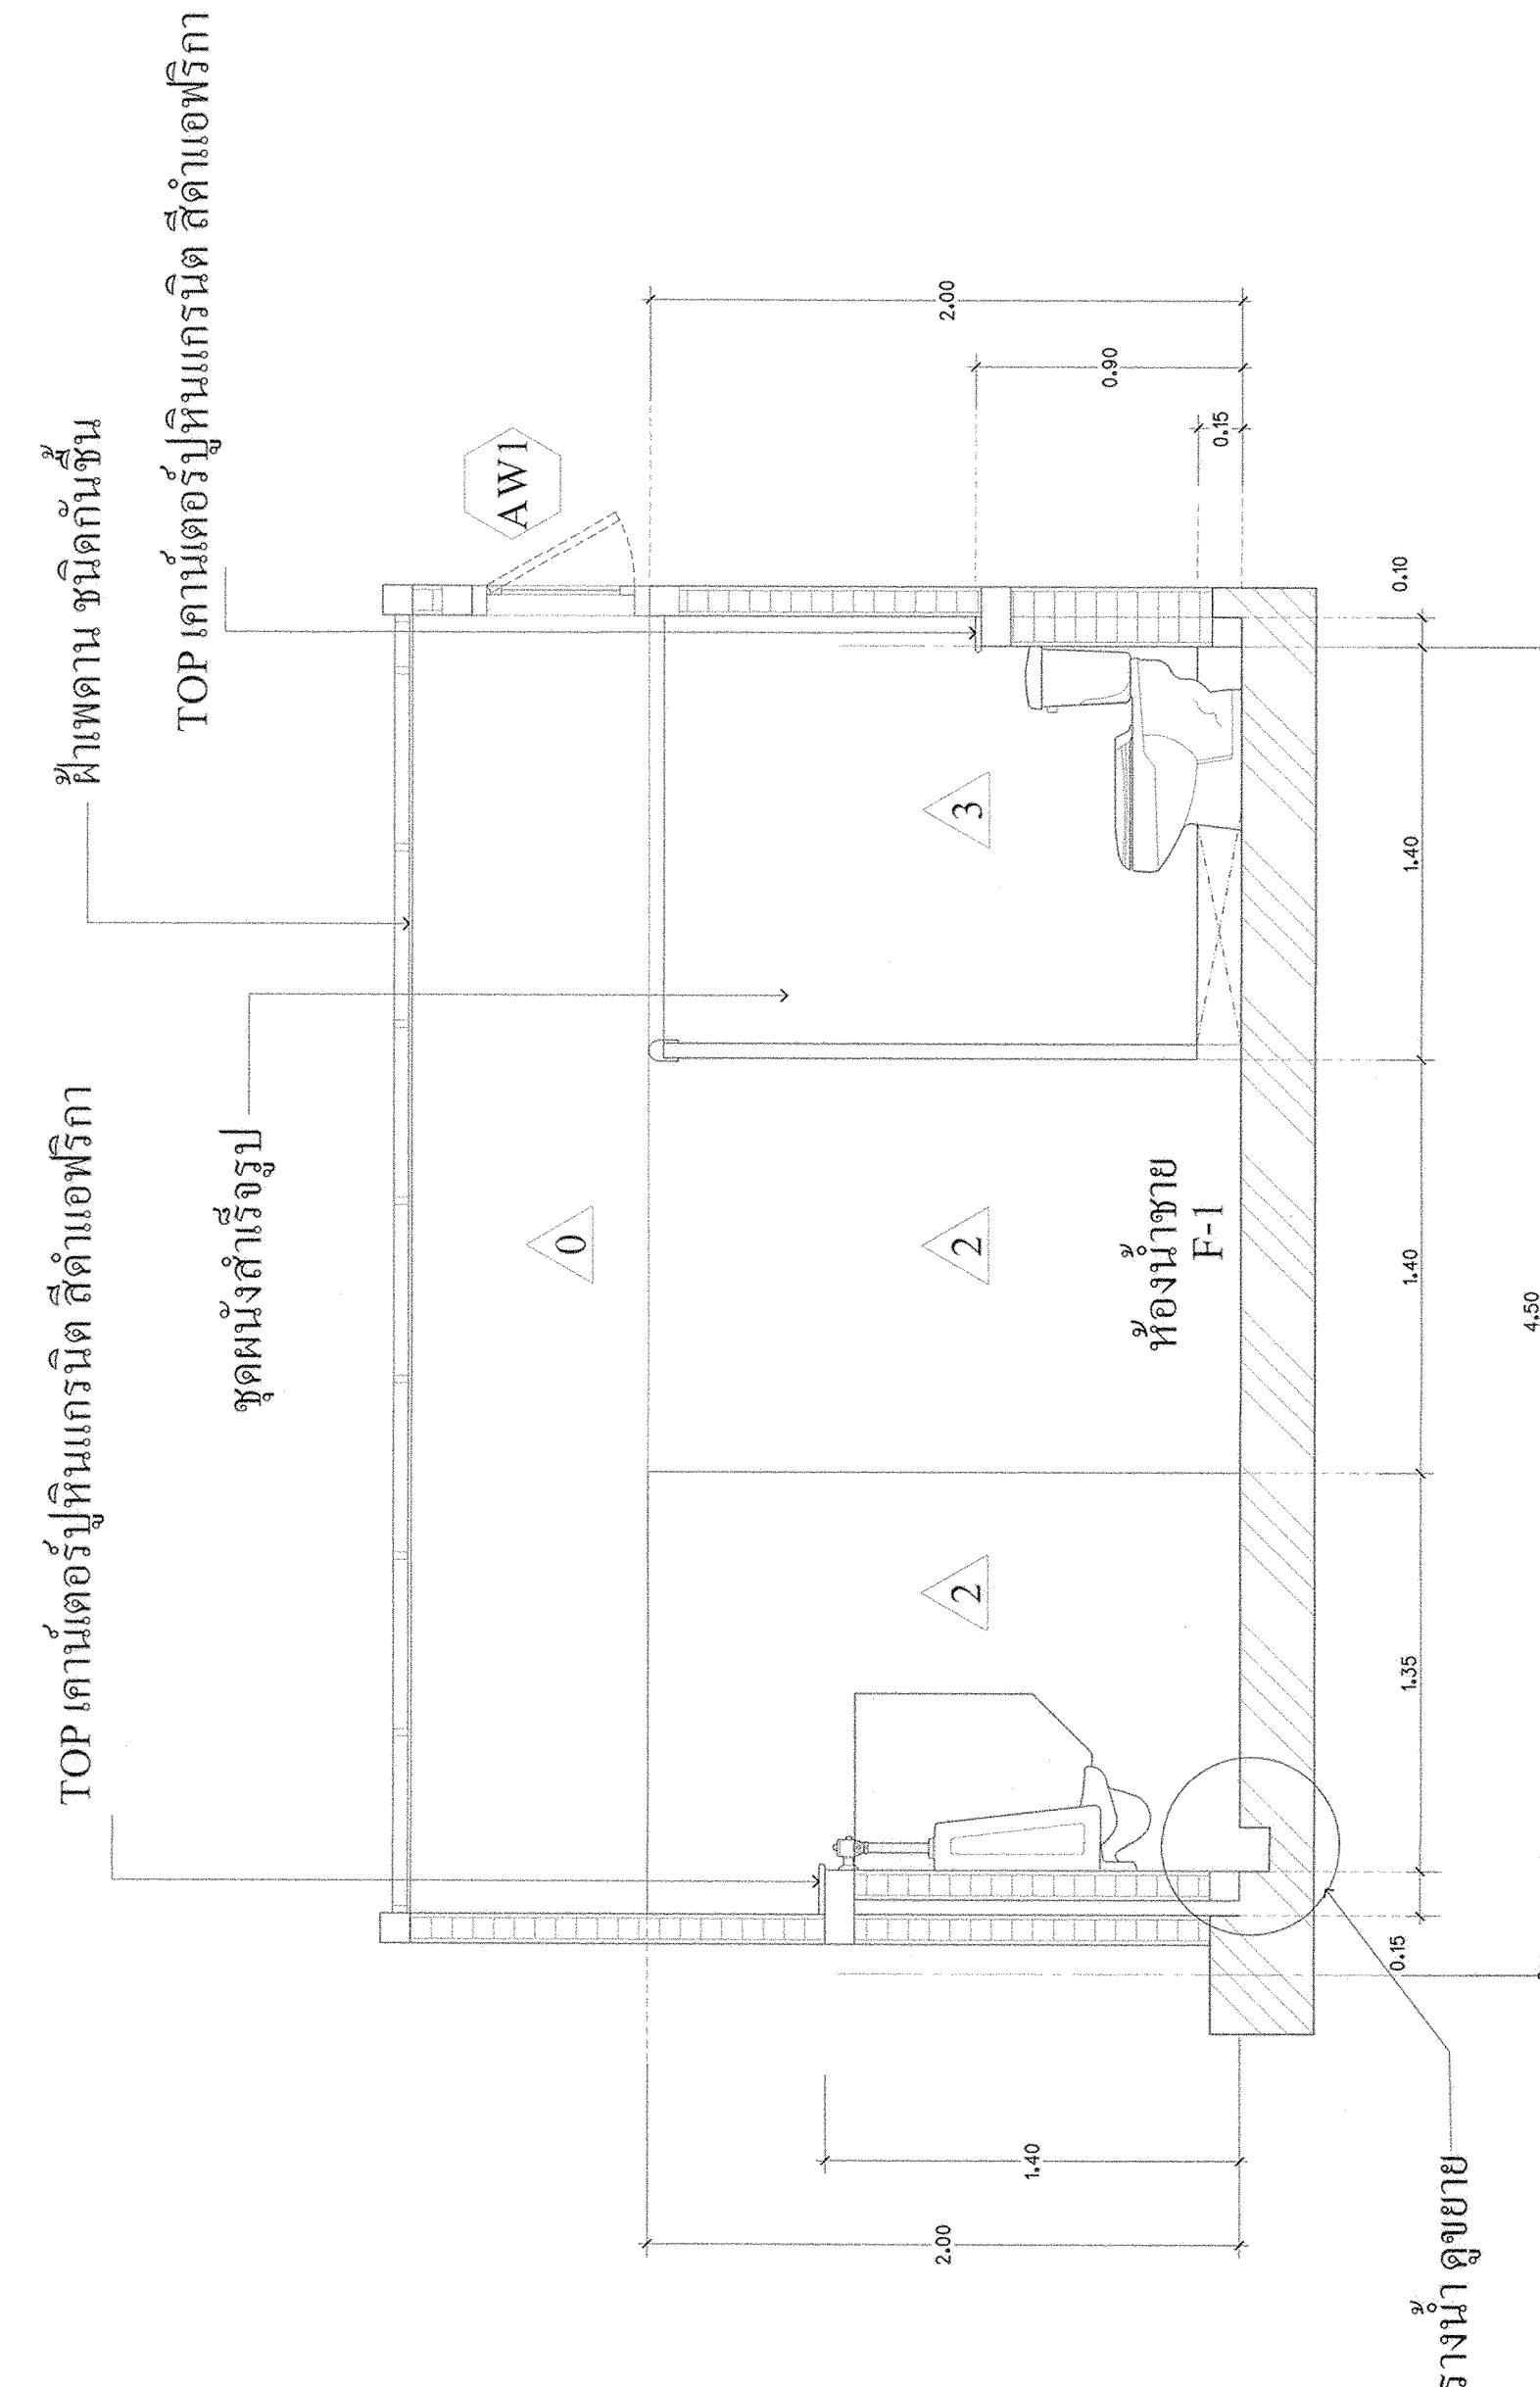 TOP เคาน์เตอร์ปูหินแกรนิต สีดำแอฟริกา
ฝ้าเพดาน ชนิดกันชื้น
ชุดผนังสำเร็จรูป
TOP เคาน์เตอร์ปูหินแกรนิต สีดำแอฟริกา
AW1
0
2
2
3
ห้องน้ำชาย
F-1
2.00
1.40
2.00
0.90
0.15
0.15
1.35
1.40
1.40
0.10
4.50
รางน้ำ ดูขยาย